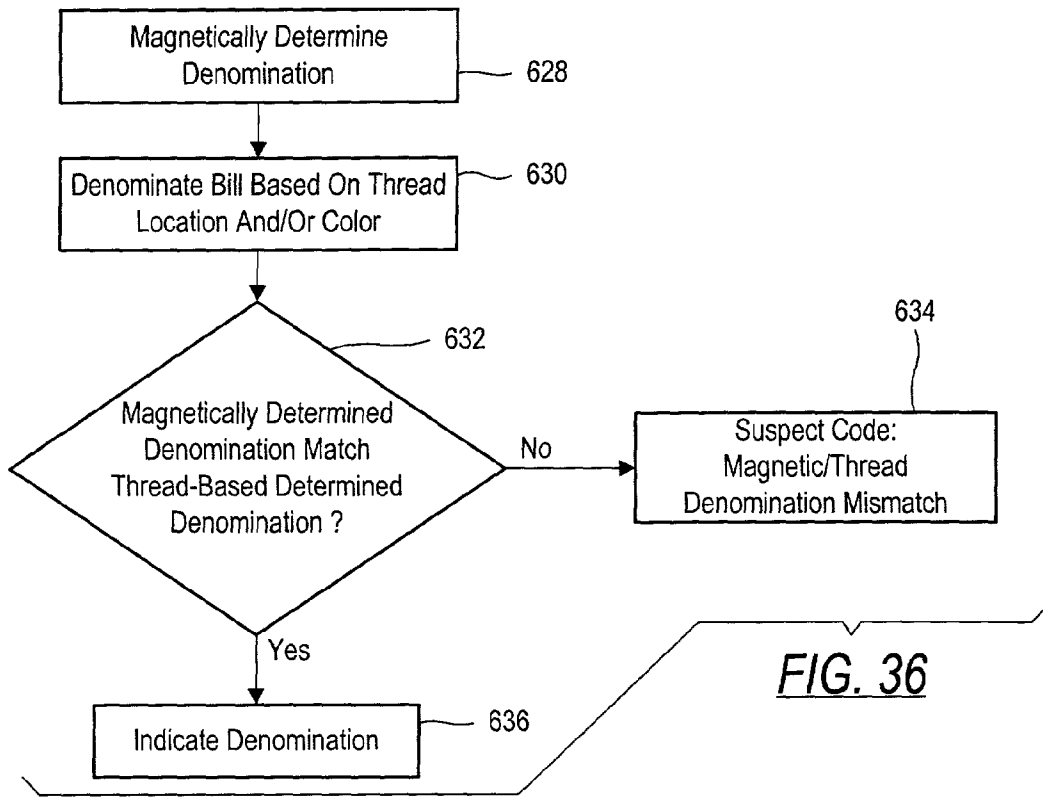 Magnetically Determine
Denomination
628
Denominate Bill Based On Thread
Location And/Or Color
630
632
Magnetically Determined
Denomination Match
Thread-Based Determined
Denomination ?
No
634
Suspect Code:
Magnetic/Thread
Denomination Mismatch
Yes
Indicate Denomination
636
FIG. 36